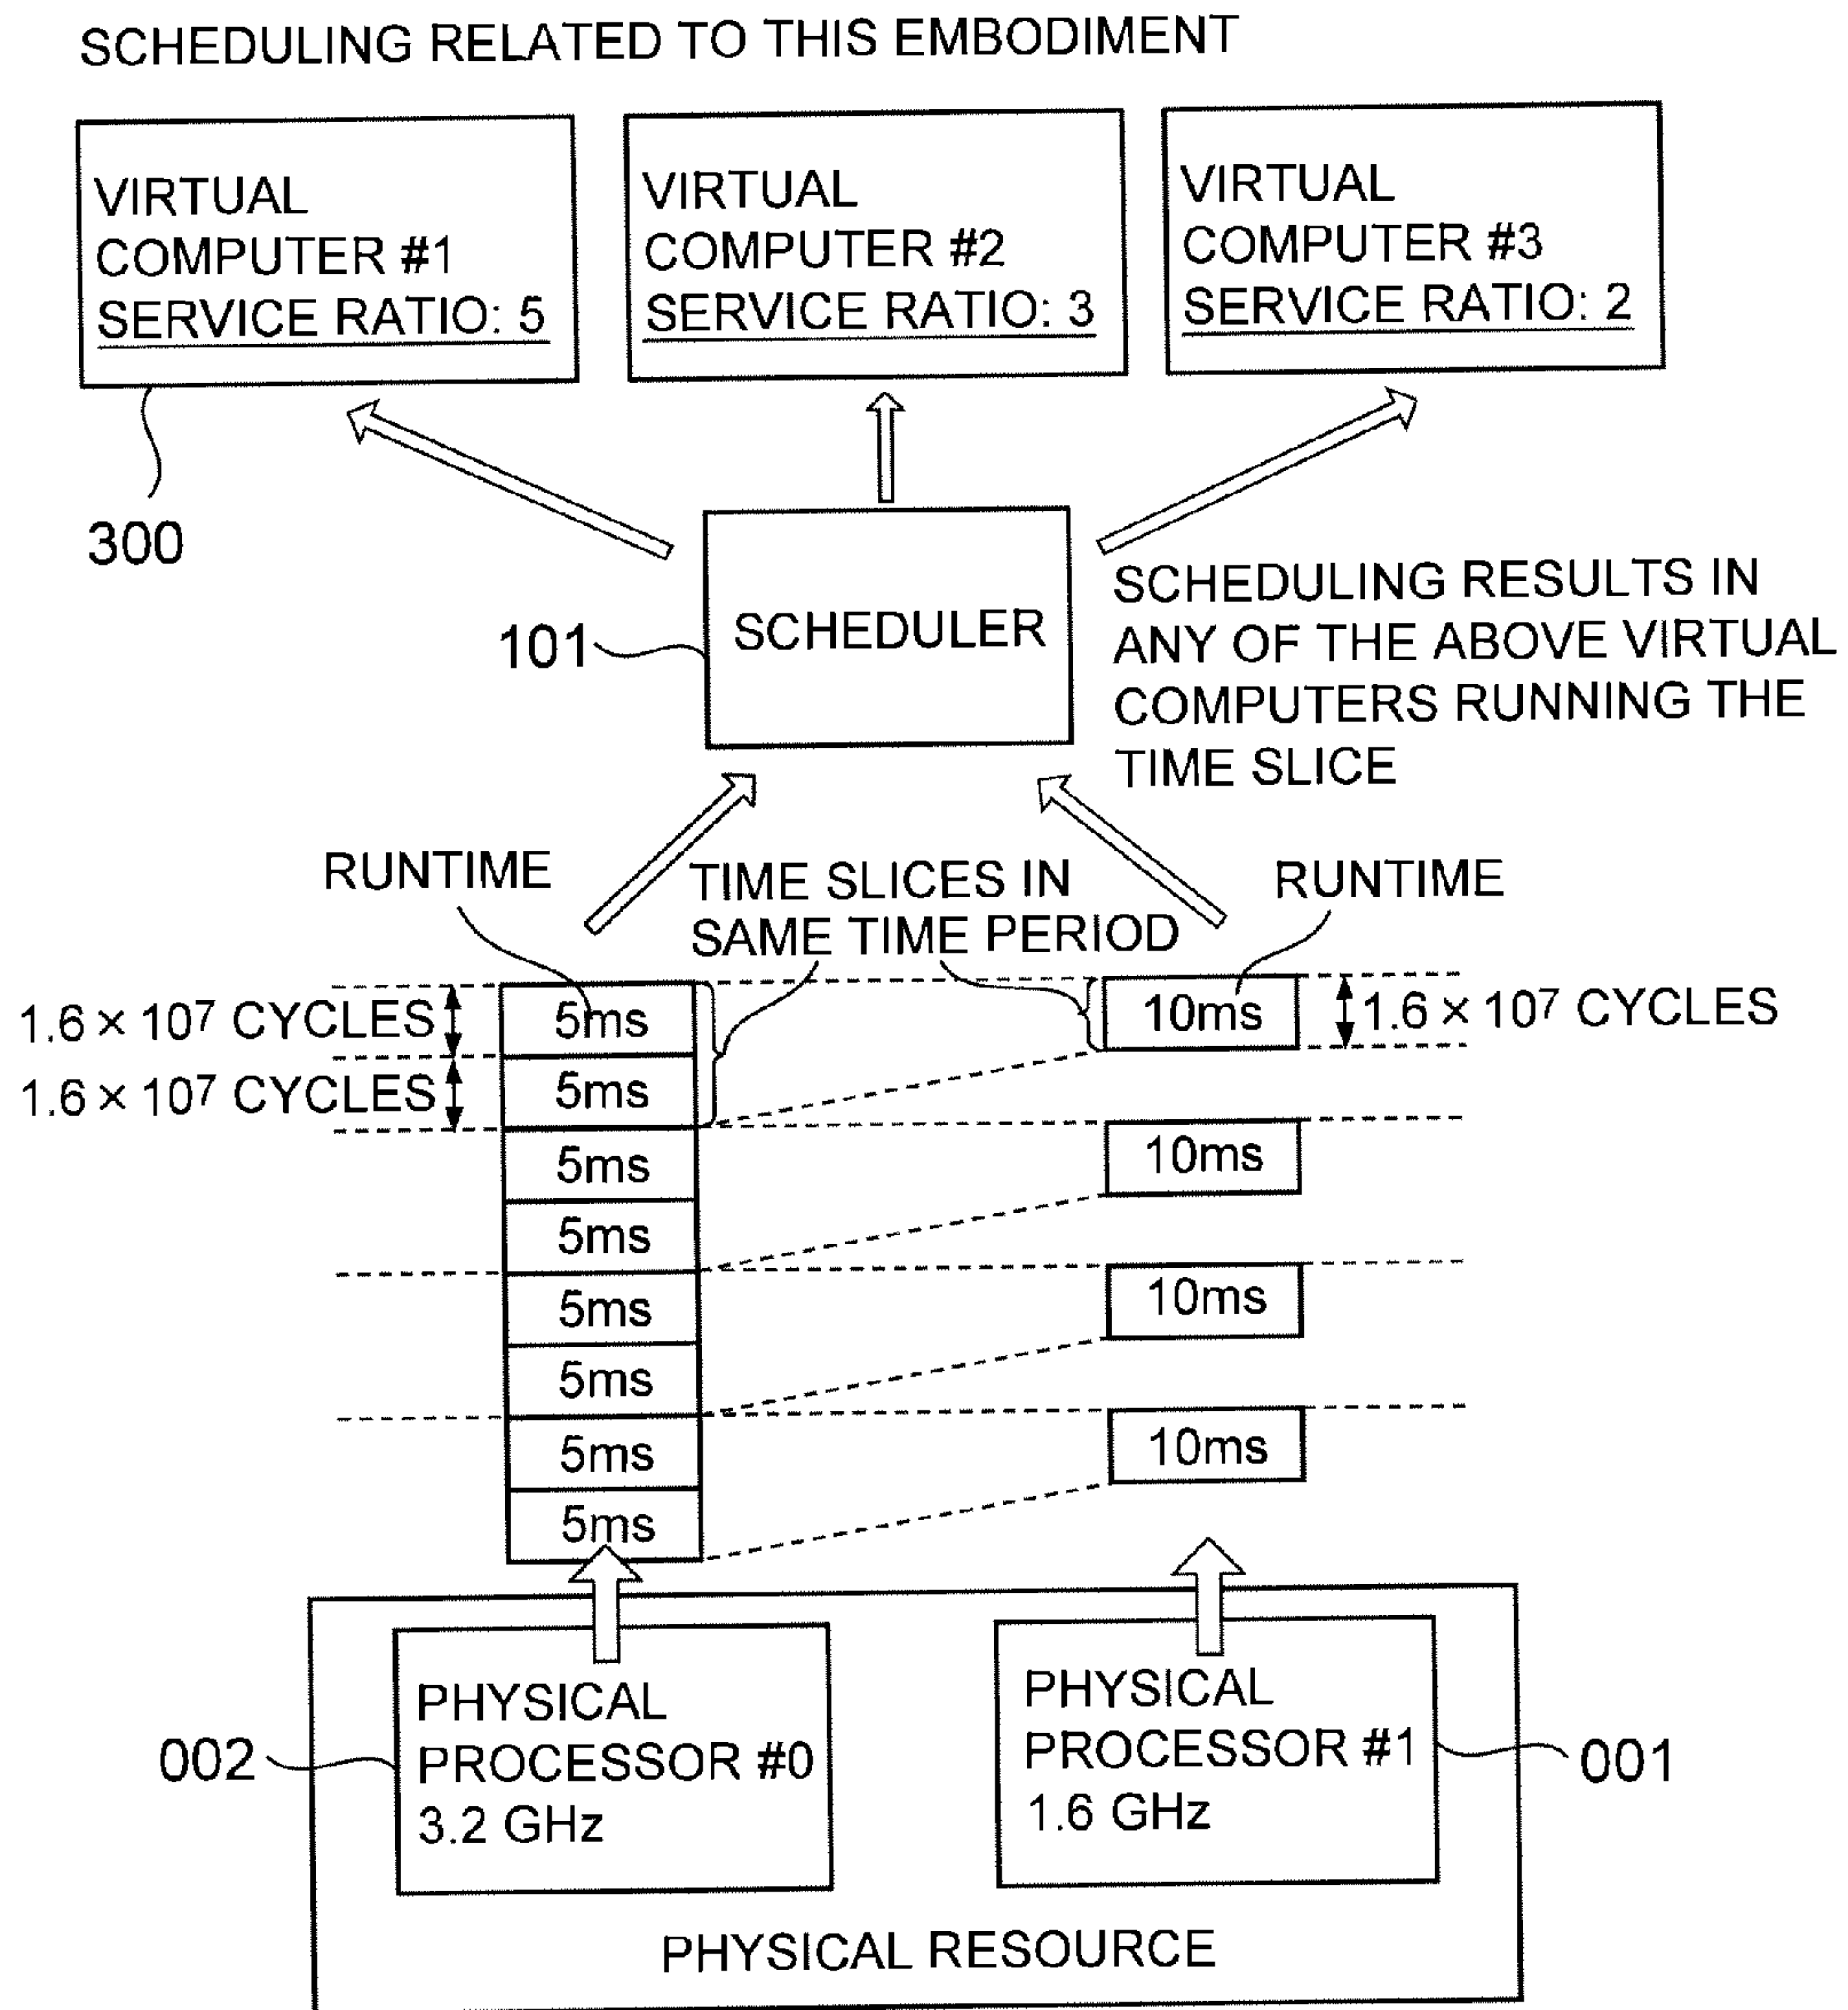 SCHEDULING RELATED TO THIS EMBODIMENT
VIRTUAL
COMPUTER #1
SERVICE RATIO: 5
VIRTUAL
COMPUTER #2
SERVICE RATIO: 3
VIRTUAL
COMPUTER #3
SERVICE RATIO: 2
300
101
SCHEDULER
SCHEDULING RESULTS IN
ANY OF THE ABOVE VIRTUAL
COMPUTERS RUNNING THE
TIME SLICE
RUNTIME
TIME SLICES IN
SAME TIME PERIOD
RUNTIME
1.6 × 10⁷ CYCLES
5ms
10ms
1.6 × 10⁷ CYCLES
1.6 × 10⁷ CYCLES
5ms
5ms
10ms
5ms
5ms
10ms
5ms
5ms
10ms
5ms
002
PHYSICAL
PROCESSOR #0
3.2 GHz
PHYSICAL
PROCESSOR #1
1.6 GHz
001
PHYSICAL RESOURCE